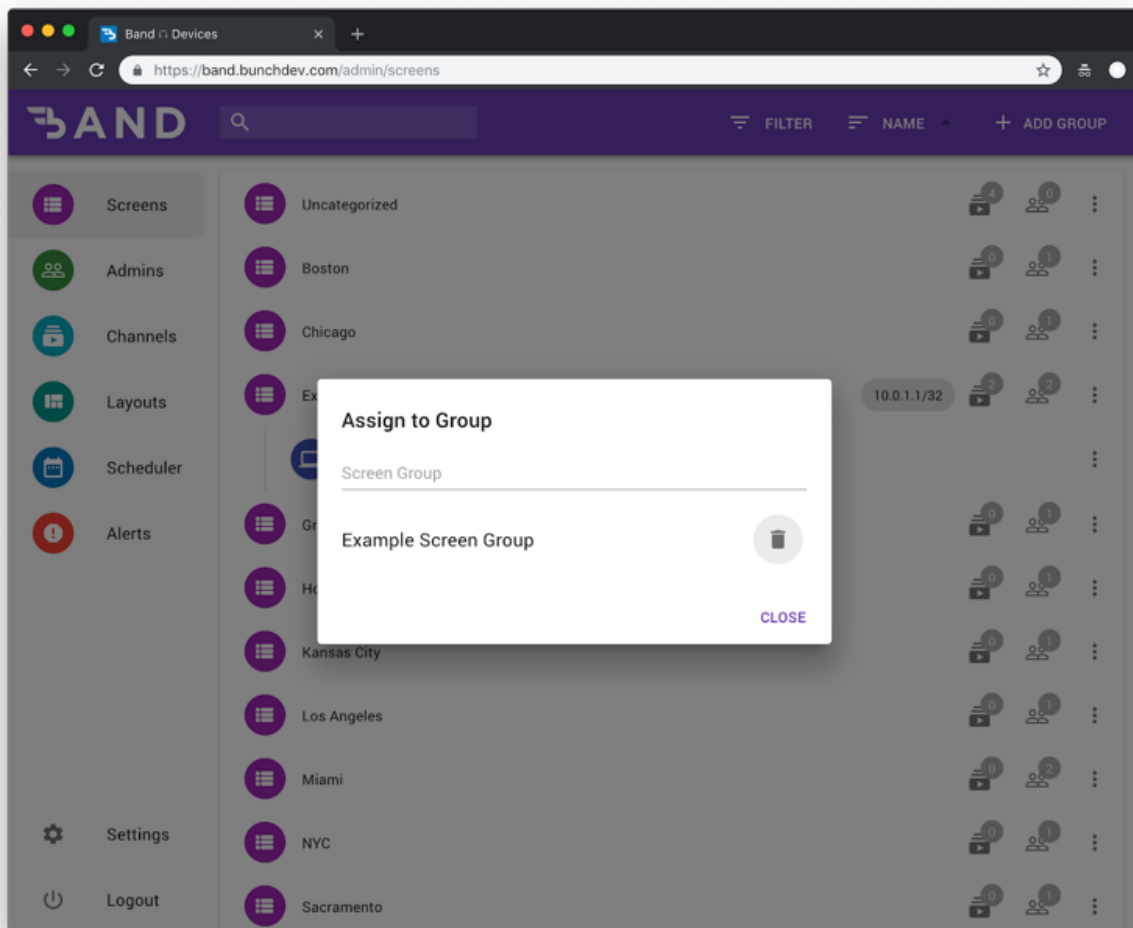 Band ∩ Devices
https://band.bunchdev.com/admin/screens
BAND
FILTER
NAME
ADD GROUP
Screens
Admins
Channels
Layouts
Scheduler
Alerts
Settings
Logout
Uncategorized
4
0
Boston
0
1
Chicago
0
1
Ex
10.0.1.1/32
2
2
Gr
0
1
Ho
0
1
Kansas City
0
1
Los Angeles
0
1
Miami
0
2
NYC
0
1
Sacramento
0
1
Assign to Group
Screen Group
Example Screen Group
CLOSE